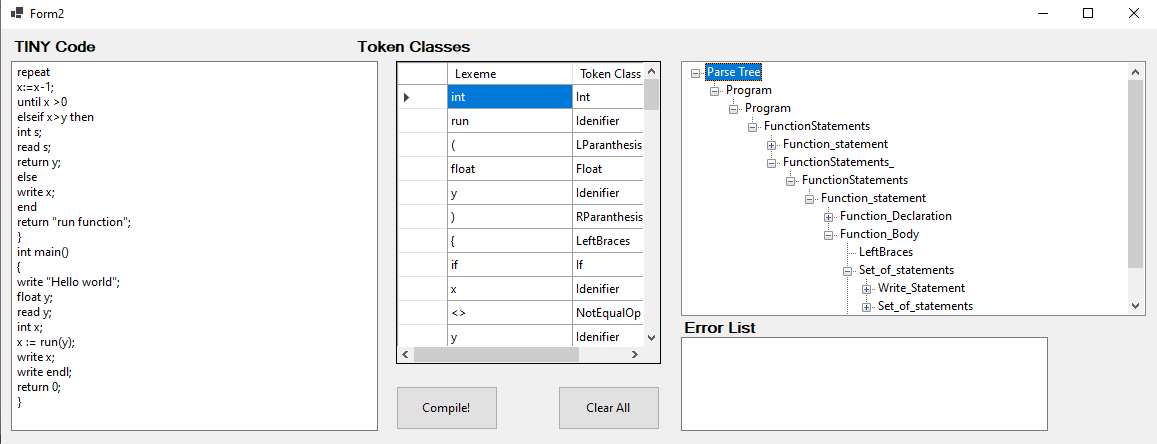 Form2
TINY Code
repeat
x:=x-1;
until x >0
elseif x>y then
int s;
read s;
return y;
else
write x;
end
return "run function";
}
int main()
{
write "Hello world";
float y;
read y;
int x;
x := run(y);
write x;
write endl;
return 0;
}
Token Classes
Lexeme Token Class
int Int
run Idenifier
( LParanthesis
float Float
y Idenifier
) RParanthesis
{ LeftBraces
if If
x Idenifier
<> NotEqualOp
y Idenifier
Compile!
Clear All
Parse Tree
Program
Program
FunctionStatements
Function_statement
FunctionStatements_
FunctionStatements
Function_statement
Function_Declaration
Function_Body
LeftBraces
Set_of_statements
Write_Statement
Set_of_statements
Error List